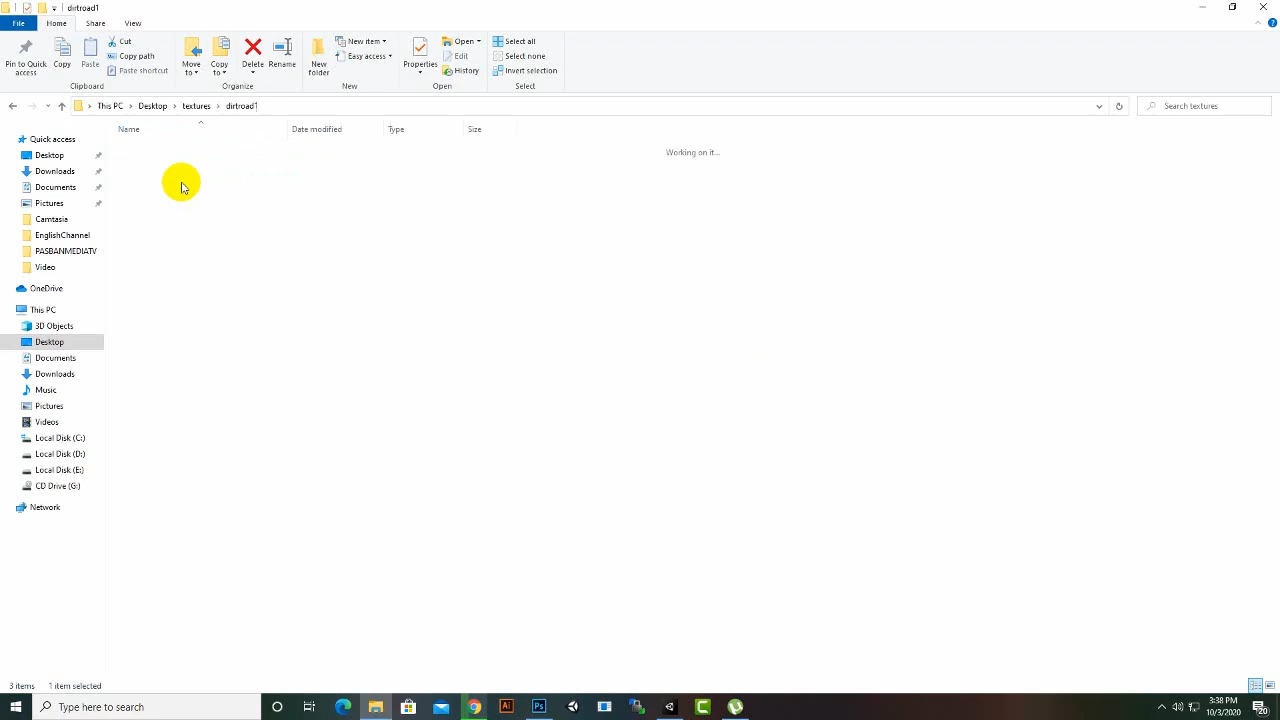 dirtroad1
File Home Share View
Pin to Quick access
Copy
Paste
Cut
Copy path
Paste shortcut
Clipboard
Move to
Copy to
Delete
Rename
Organize
New folder
New item
Easy access
New
Properties
Open
Edit
History
Open
Select all
Select none
Invert selection
Select
This PC > Desktop > textures > dirtroad1
Search textures
Name Date modified Type Size
Working on it...
Quick access
Desktop
Downloads
Documents
Pictures
Camtasia
EnglishChannel
PASBANMEDIATV
Video
OneDrive
This PC
3D Objects
Desktop
Documents
Downloads
Music
Pictures
Videos
Local Disk (C:)
Local Disk (D:)
Local Disk (E:)
CD Drive (G:)
Network
3 items 1 item selected
Type here to search
Ai
Ps
3:38 PM
10/3/2020
20